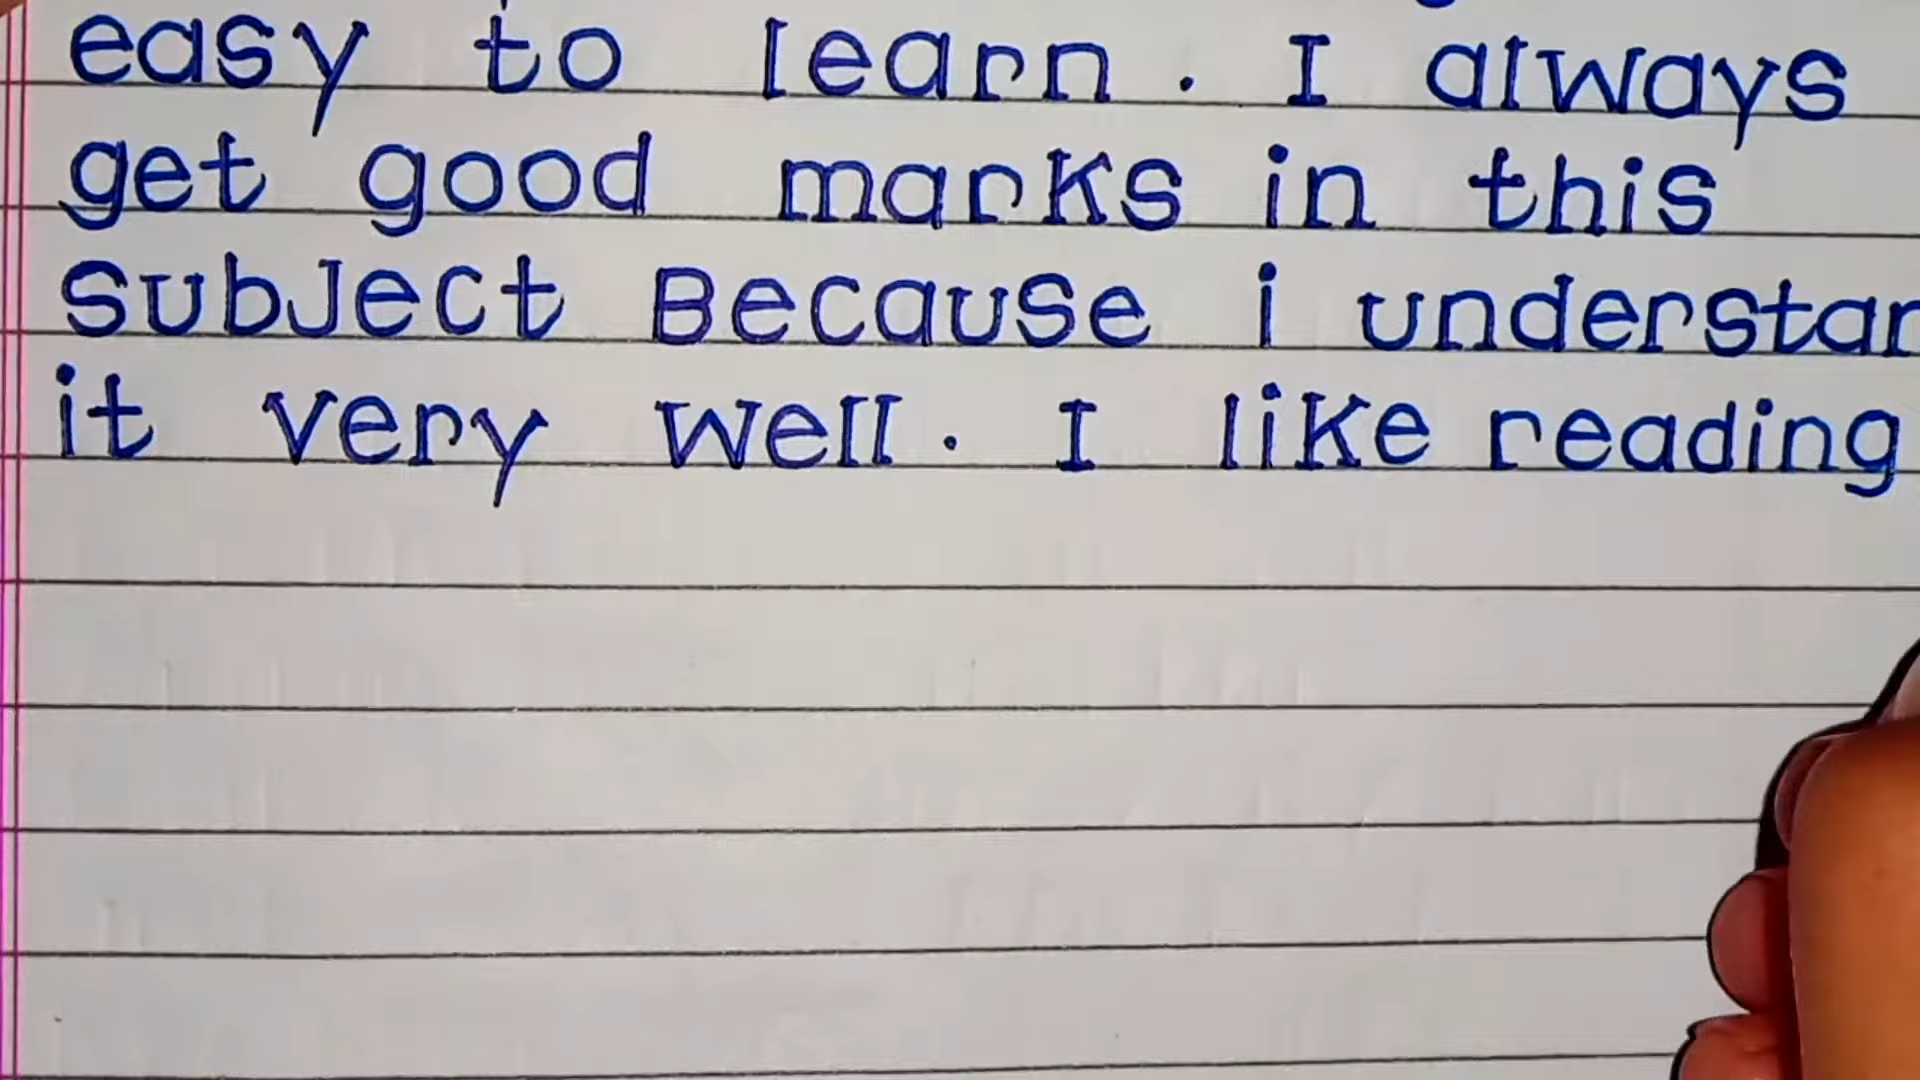 easy to learn. I always
get good marks in this
subject Because i understan
it very well. I like reading